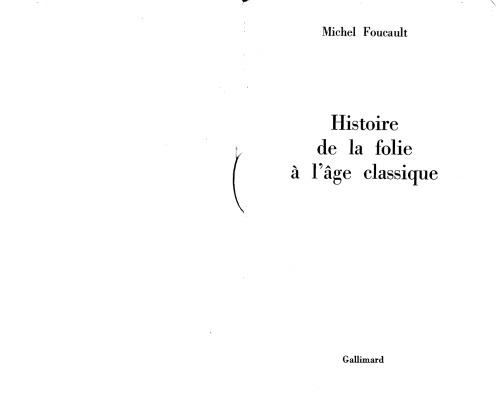 Michel Foucault
Histoire
de la folie
à l'âge classique
Gallimard